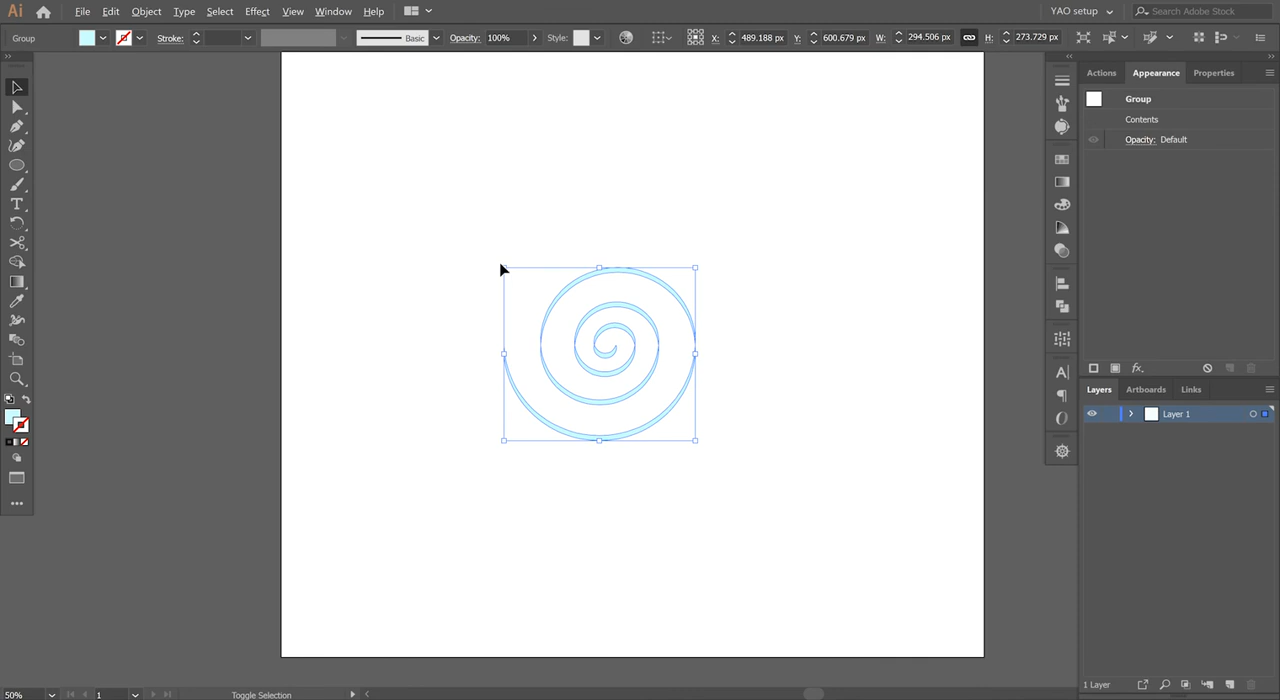 Ai File Edit Object Type Select Effect View Window Help YAO setup Search Adobe Stock
Group Stroke: Basic Opacity: 100% Style: X: 489.188 px Y: 600.679 px W: 294.506 px H: 273.729 px
Actions Appearance Properties
Group
Contents
Opacity: Default
Layers Artboards Links
Layer 1
1 Layer
50% 1 Toggle Selection